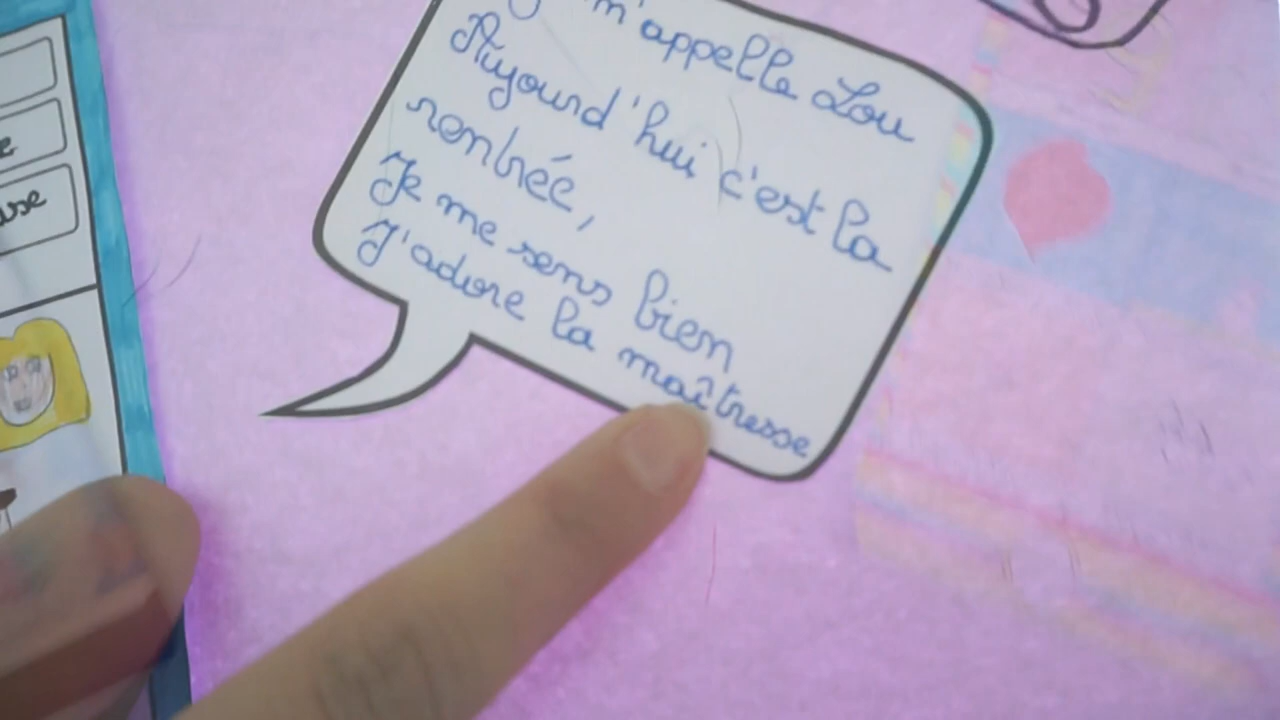 m'appelle Lou
Aujourd'hui c'est la
rentrée,
Je me sens bien
J'adore la maîtresse